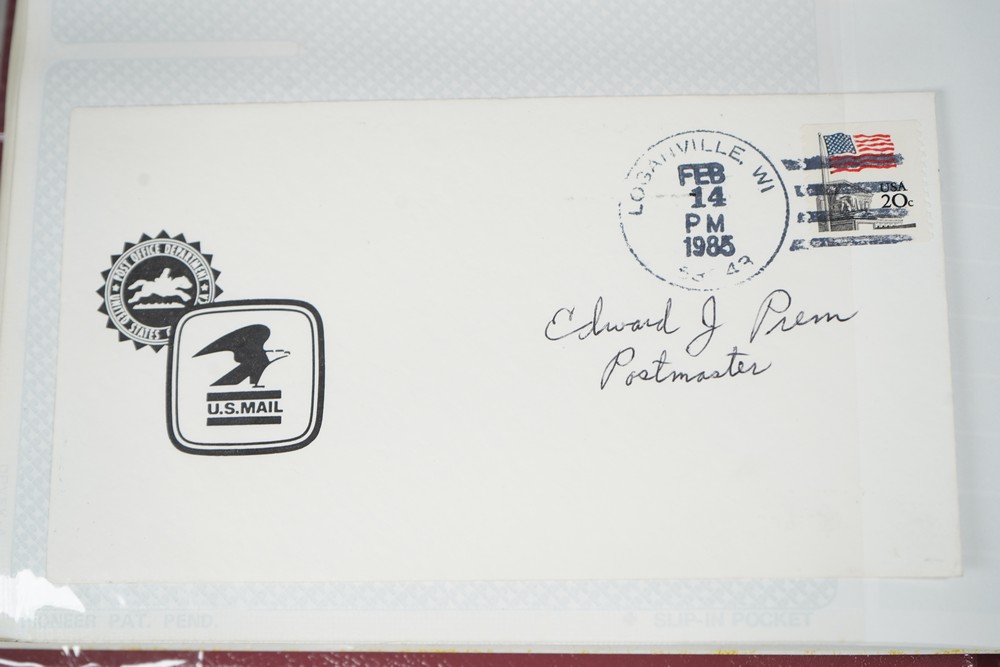 LOGANVILLE, WI
FEB
14
PM
1985
USA
20c
POST OFFICE DEPARTMENT
UNITED STATES
U.S.MAIL
Edward J Prem
Postmaster
PIONEER PAT. PEND.
SLIP-IN POCKET